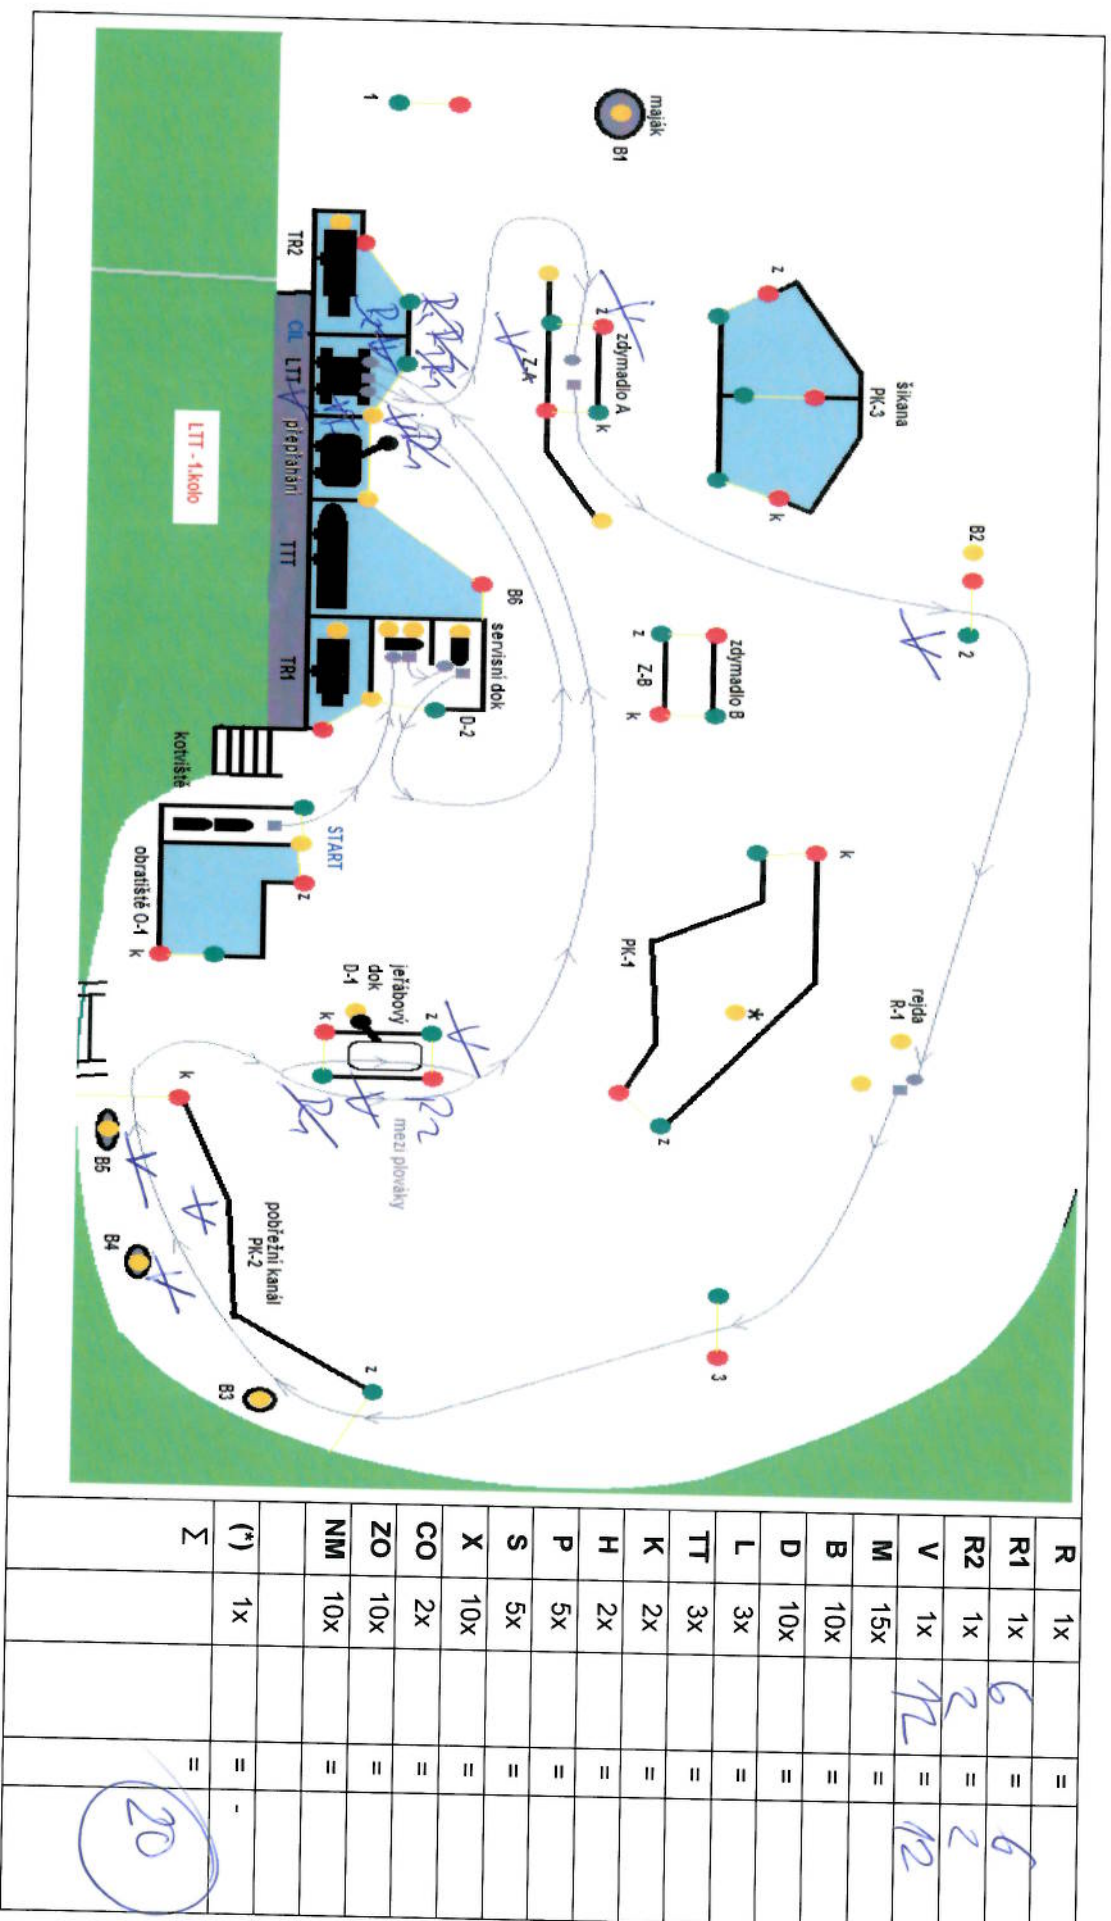 maják
B1
1
šikana
PK-3
z
k
zdymadlo A
z
k
Z-A
B2
2
zdymadlo B
z
Z-B
k
TR2
CÍL
LTT
přepřahání
TTT
TR1
LTT - 1.kolo
B6
servisní dok
D-2
kotviště
START
obratiště O-1
z
k
k
PK-1
*
z
rejda
R-1
jeřábový
dok
D-1
z
k
mezi plováky
R2
R1
3
k
pobřežní kanál
PK-2
z
B5
B4
B3
R 1x =
R1 1x 6 = 6
R2 1x 2 = 2
V 1x 12 = 12
M 15x =
B 10x =
D 10x =
L 3x =
TT 3x =
K 2x =
H 2x =
P 5x =
S 5x =
X 10x =
CO 2x =
ZO 10x =
NM 10x =
(*) 1x = -
Σ = 20